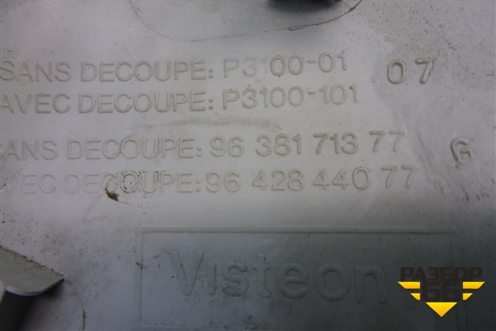 SANS DECOUPE: P3100-01 07
AVEC DECOUPE: P3100-101
SANS DECOUPE: 96 381 713 77
AVEC DECOUPE: 96 428 440 77
Visteon
РАЗБОР